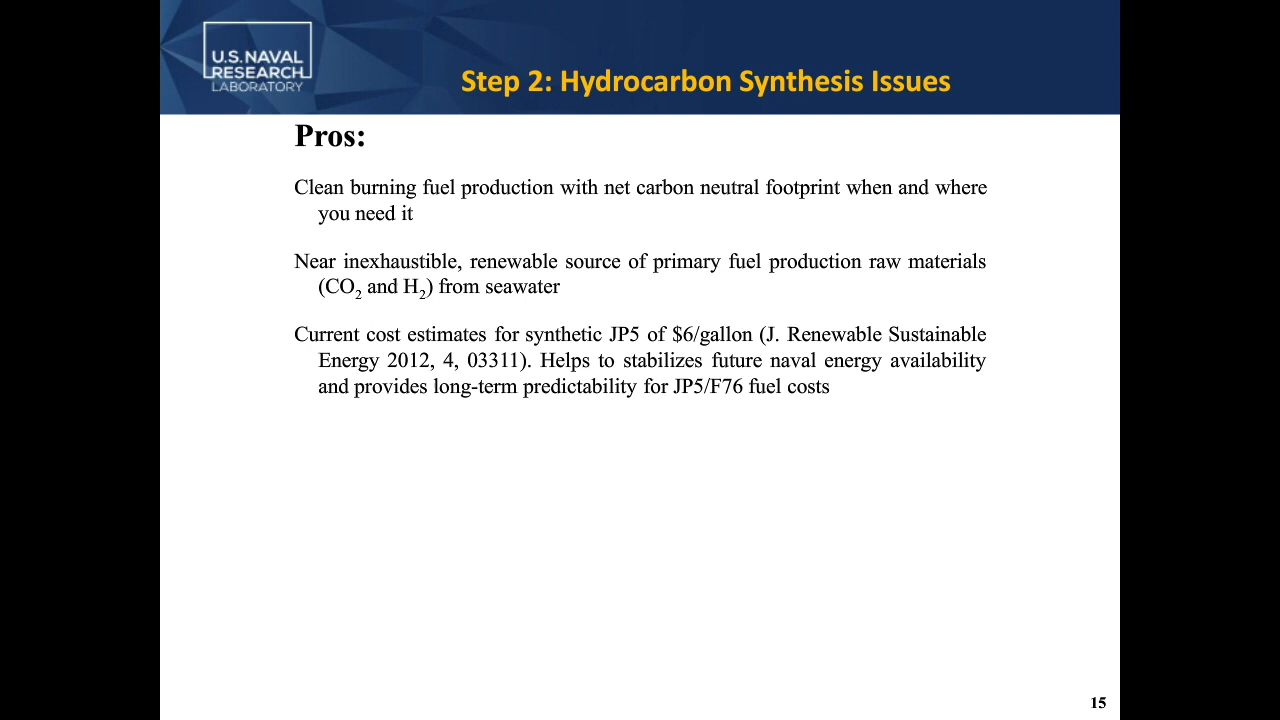 U.S. NAVAL
RESEARCH
LABORATORY
Step 2: Hydrocarbon Synthesis Issues
Pros:
Clean burning fuel production with net carbon neutral footprint when and where
you need it
Near inexhaustible, renewable source of primary fuel production raw materials
(CO₂ and H₂) from seawater
Current cost estimates for synthetic JP5 of $6/gallon (J. Renewable Sustainable
Energy 2012, 4, 03311). Helps to stabilizes future naval energy availability
and provides long-term predictability for JP5/F76 fuel costs
15